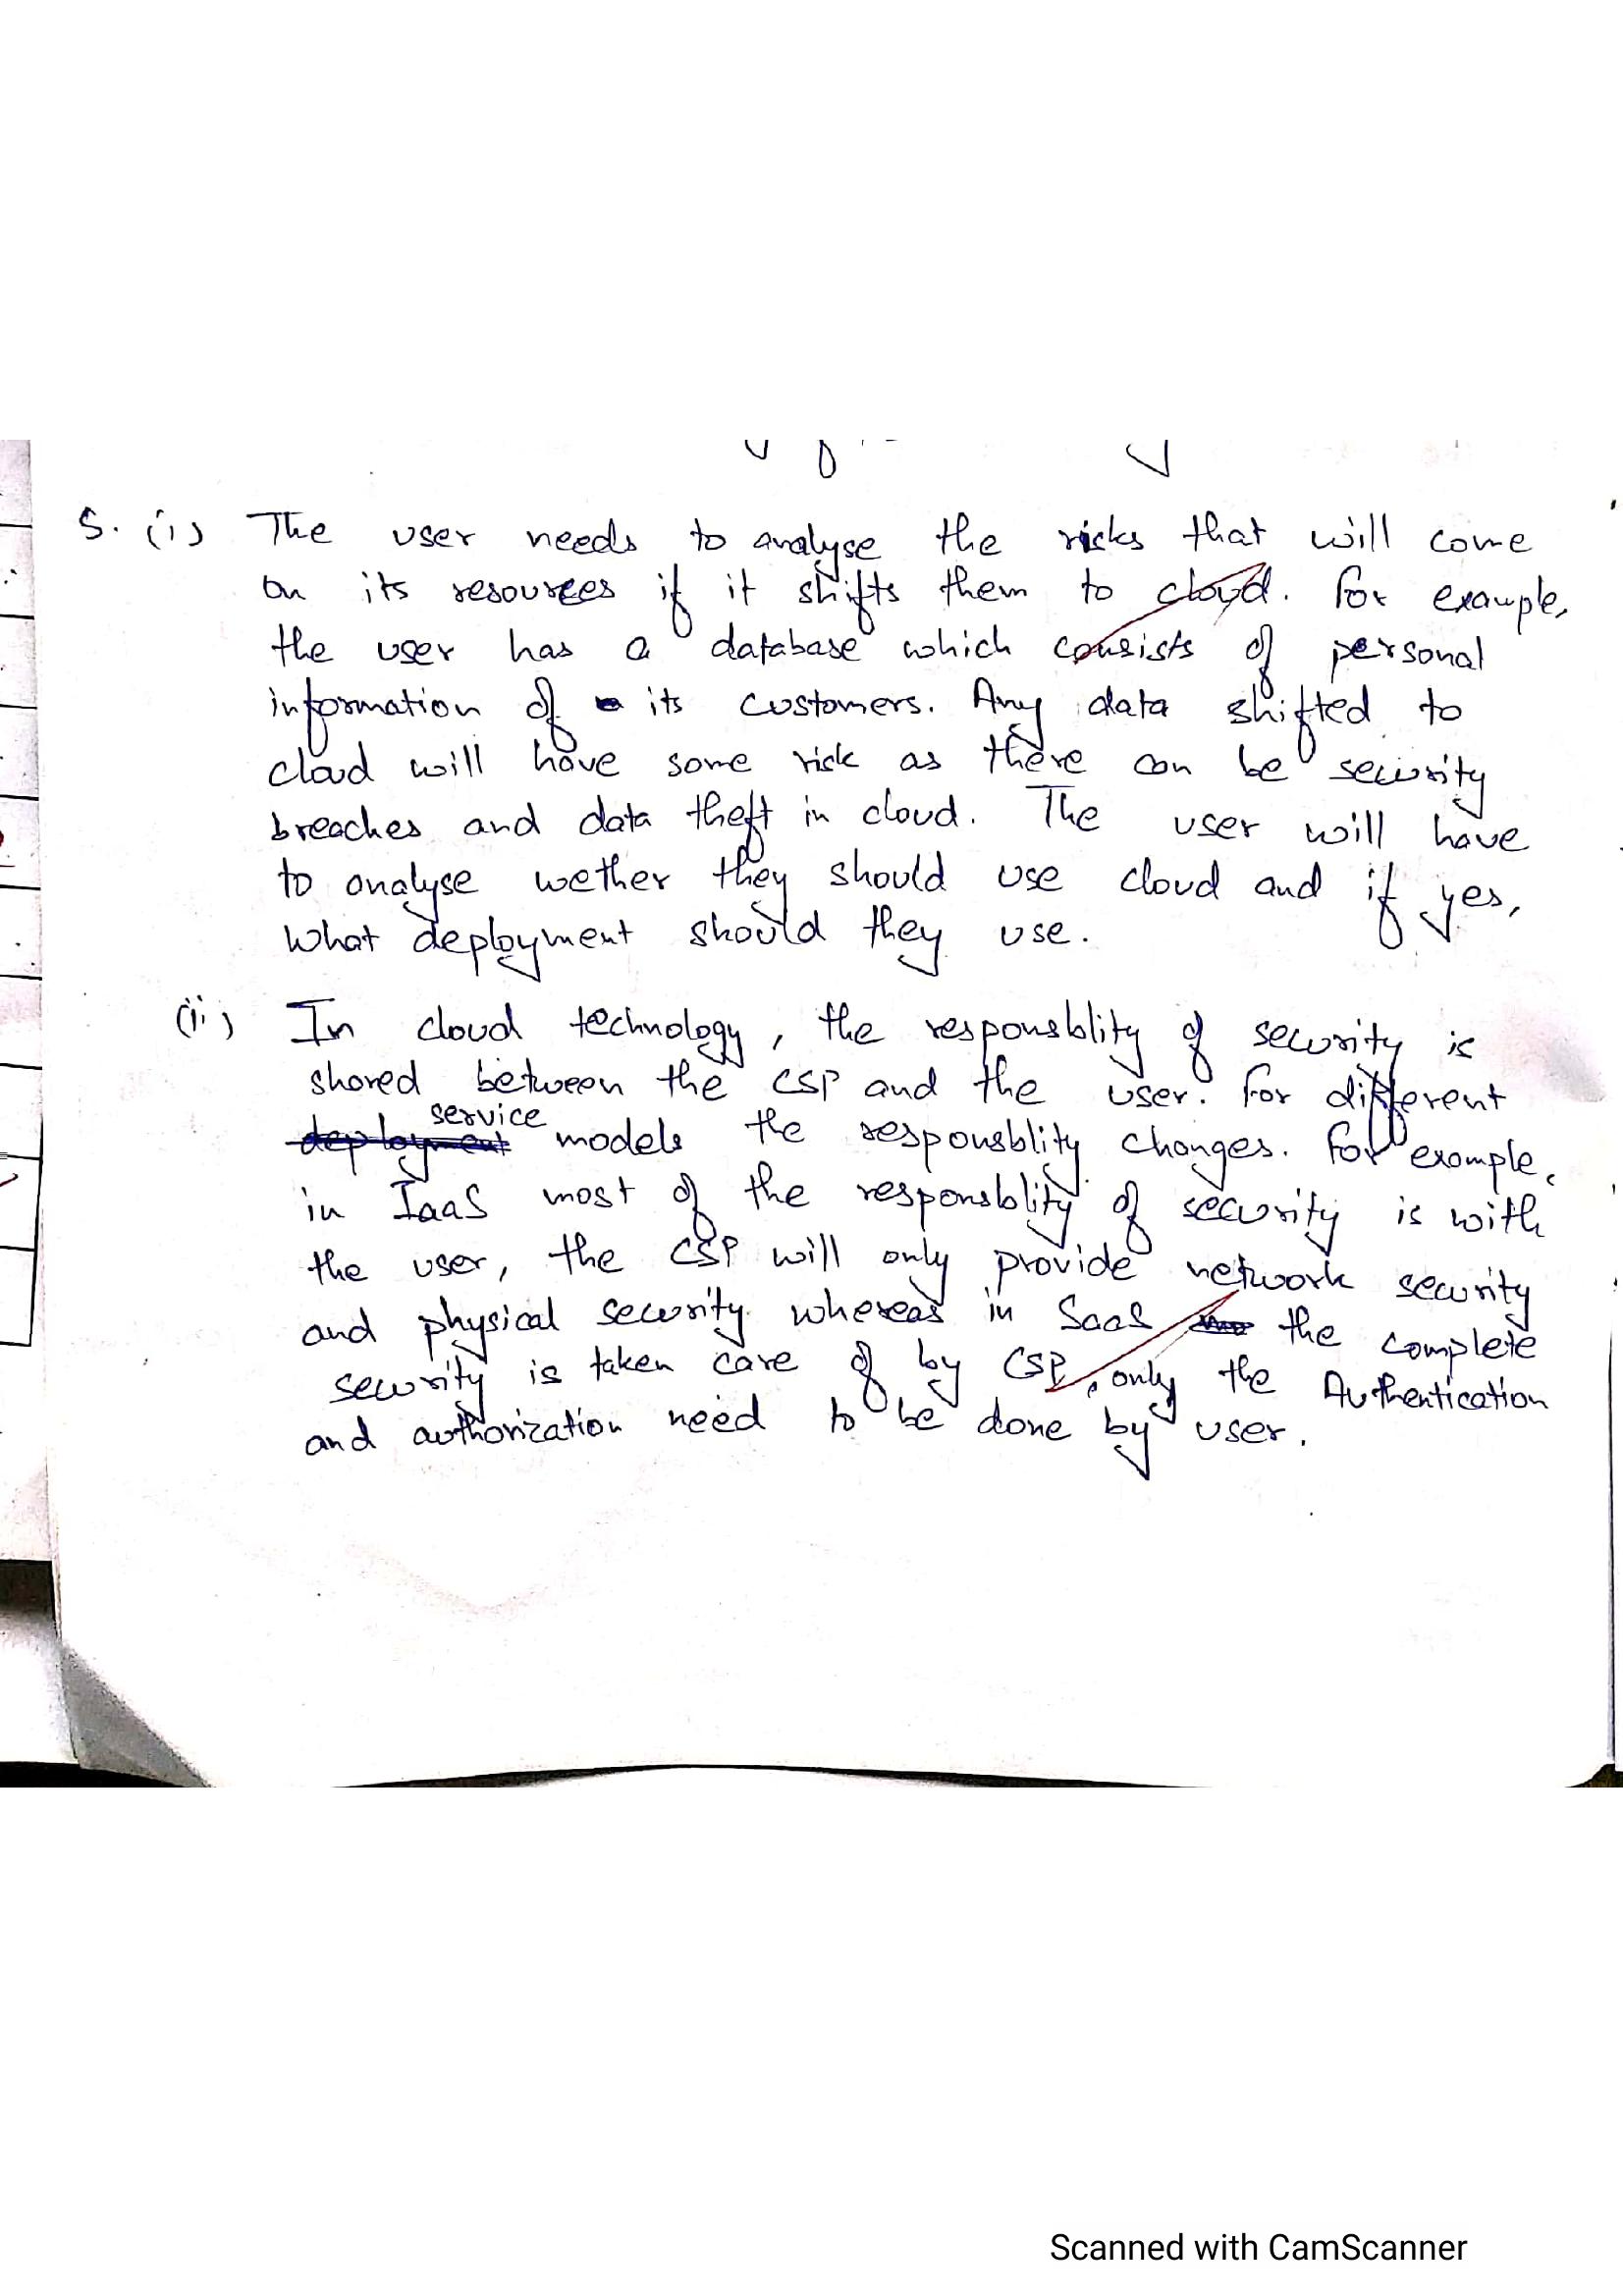 5. (i) The user needs to analyse the risks that will come
on its resources if it shifts them to cloud. For example,
the user has a database which consists of personal
information of its customers. Any data shifted to
cloud will have some risk as there can be security
breaches and data theft in cloud. The user will have
to analyse wether they should use cloud and if yes,
what deployment should they use.
(ii) In cloud technology, the responsblity of security is
shared between the CSP and the user. For different
service
deployment models the responsblity changes. For example,
in IaaS most of the responsblity of security is with
the user, the CSP will only provide network security
and physical security whereas in SaaS the complete
security is taken care of by CSP, only the Authentication
and authorization need to be done by user.
Scanned with CamScanner